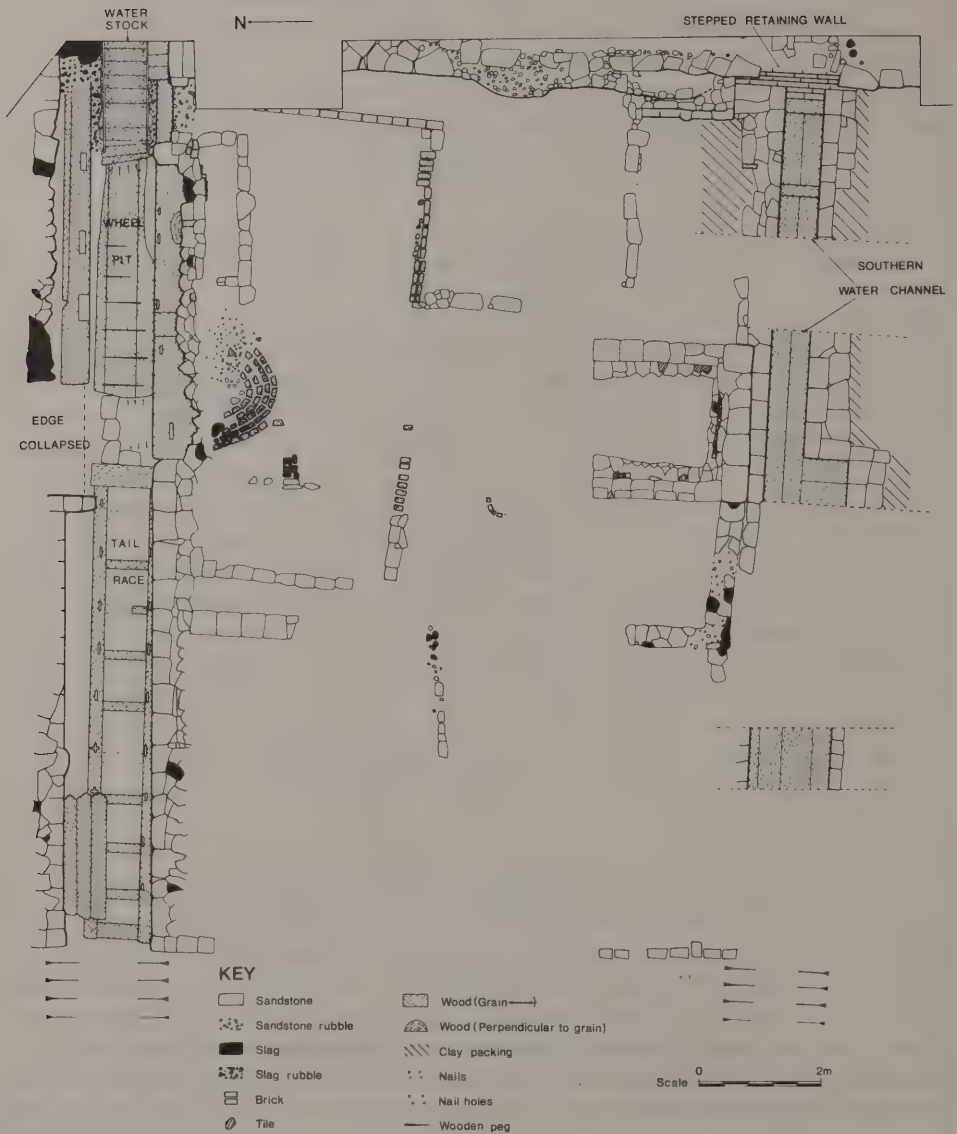 WATER
STOCK
N
STEPPED RETAINING WALL
WHEEL
PIT
SOUTHERN
WATER CHANNEL
EDGE
COLLAPSED
TAIL
RACE
KEY
Sandstone
Sandstone rubble
Slag
Slag rubble
Brick
Tile
Wood (Grain⟶)
Wood (Perpendicular to grain)
Clay packing
Nails
Nail holes
Wooden peg
Scale 0 2m